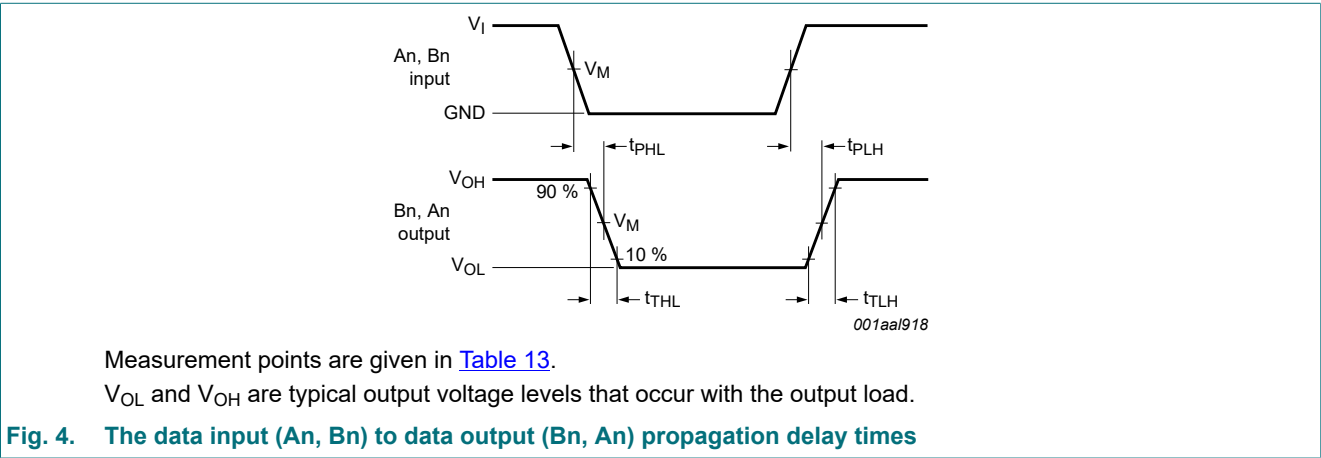 VI
An, Bn
input
VM
GND
tPHL
tPLH
VOH
90 %
Bn, An
output
VM
10 %
VOL
tTHL
tTLH
001aal918
Measurement points are given in Table 13.
VOL and VOH are typical output voltage levels that occur with the output load.
Fig. 4. The data input (An, Bn) to data output (Bn, An) propagation delay times